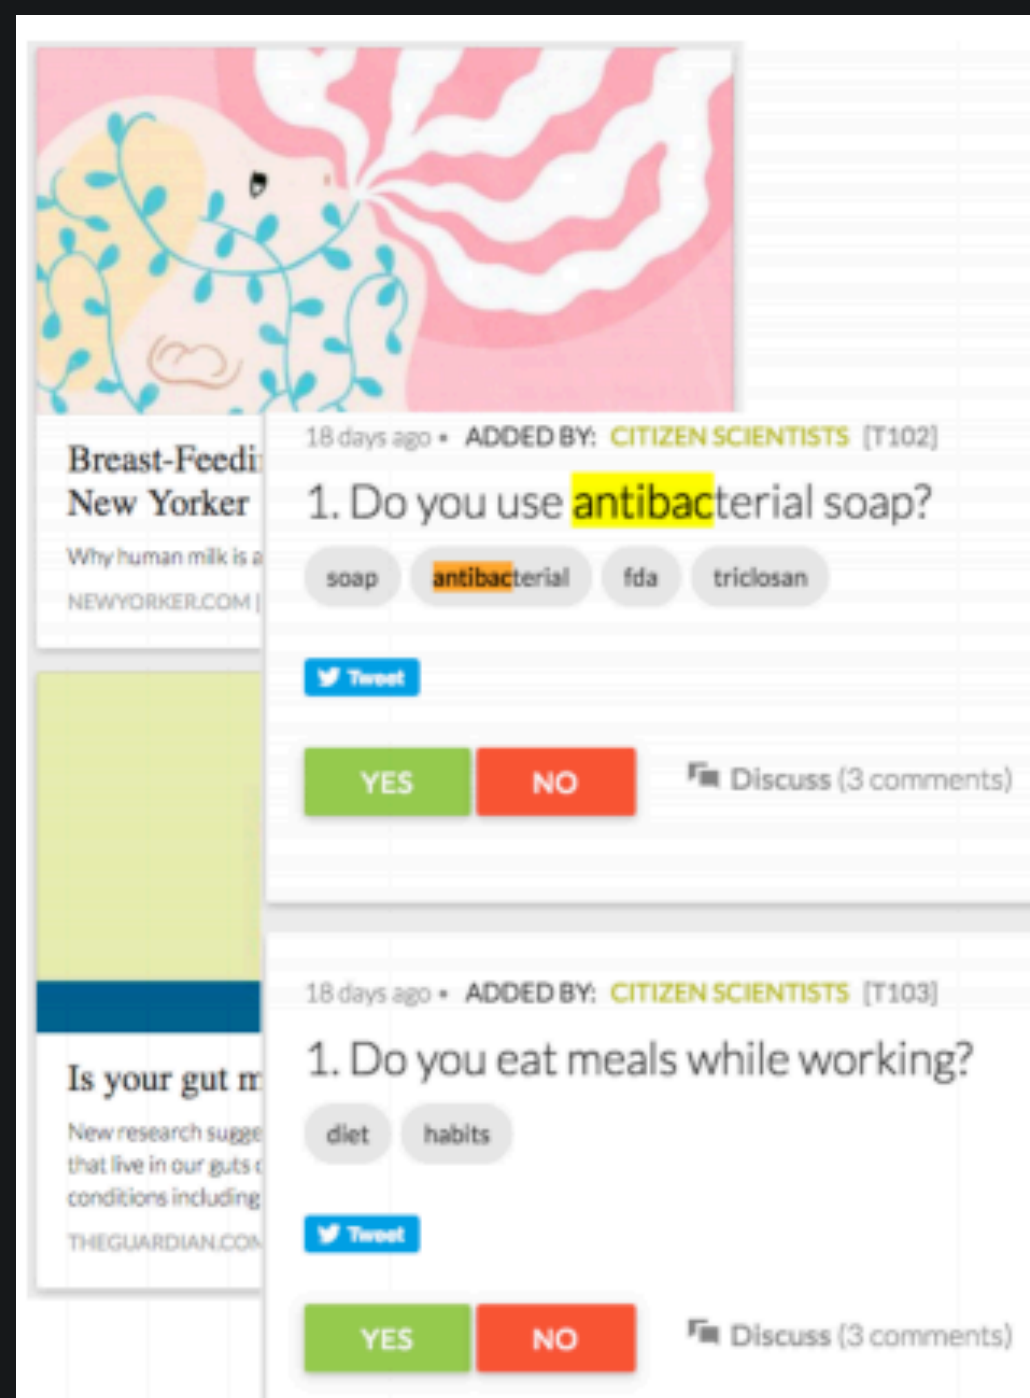 Breast-Feedi
New Yorker
Why human milk is a
NEWYORKER.COM |
Is your gut m
New research sugge
that live in our guts
conditions including
THEGUARDIAN.COM
18 days ago • ADDED BY: CITIZEN SCIENTISTS [T102]
1. Do you use antibacterial soap?
soap antibacterial fda triclosan
Tweet
YES NO Discuss (3 comments)
18 days ago • ADDED BY: CITIZEN SCIENTISTS [T103]
1. Do you eat meals while working?
diet habits
Tweet
YES NO Discuss (3 comments)